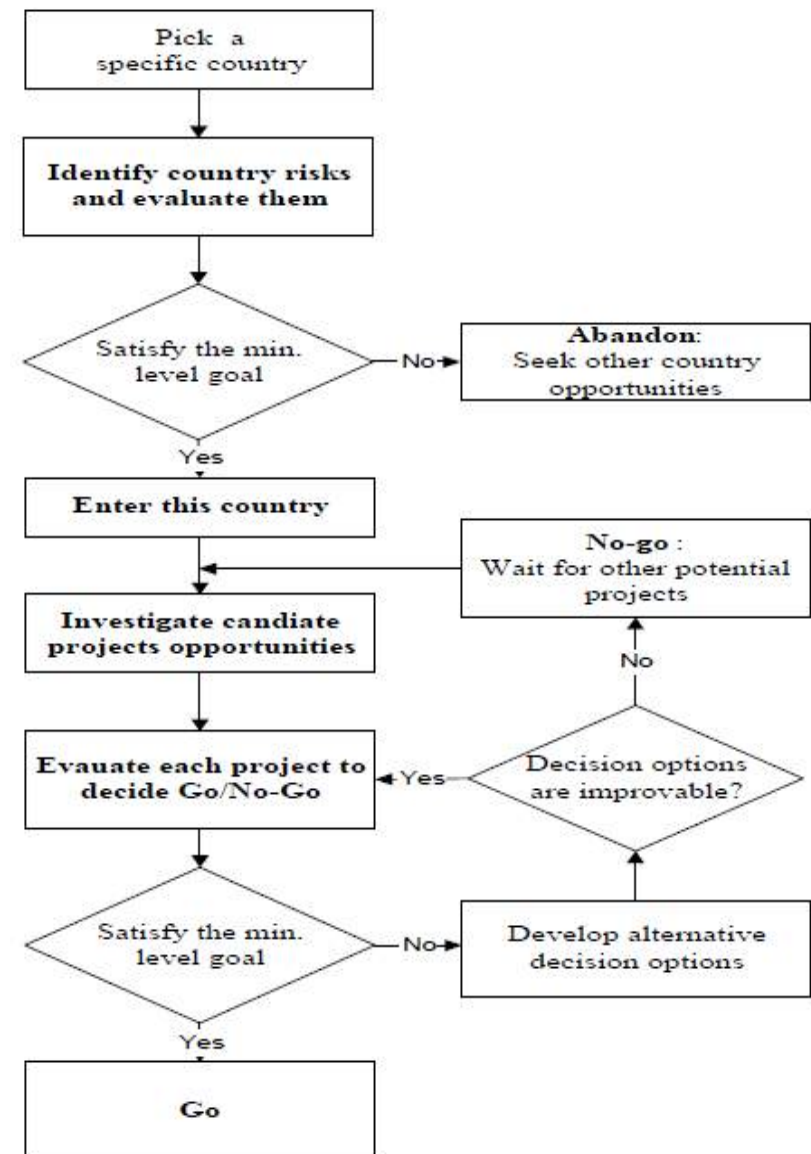 Pick a
specific country
Identify country risks
and evaluate them
Satisfy the min.
level goal
No
Abandon:
Seek other country
opportunities
Yes
Enter this country
No-go :
Wait for other potential
projects
Investigate candiate
projects opportunities
No
Evauate each project to
decide Go/No-Go
Yes
Decision options
are improvable?
Satisfy the min.
level goal
No
Develop alternative
decision options
Yes
Go